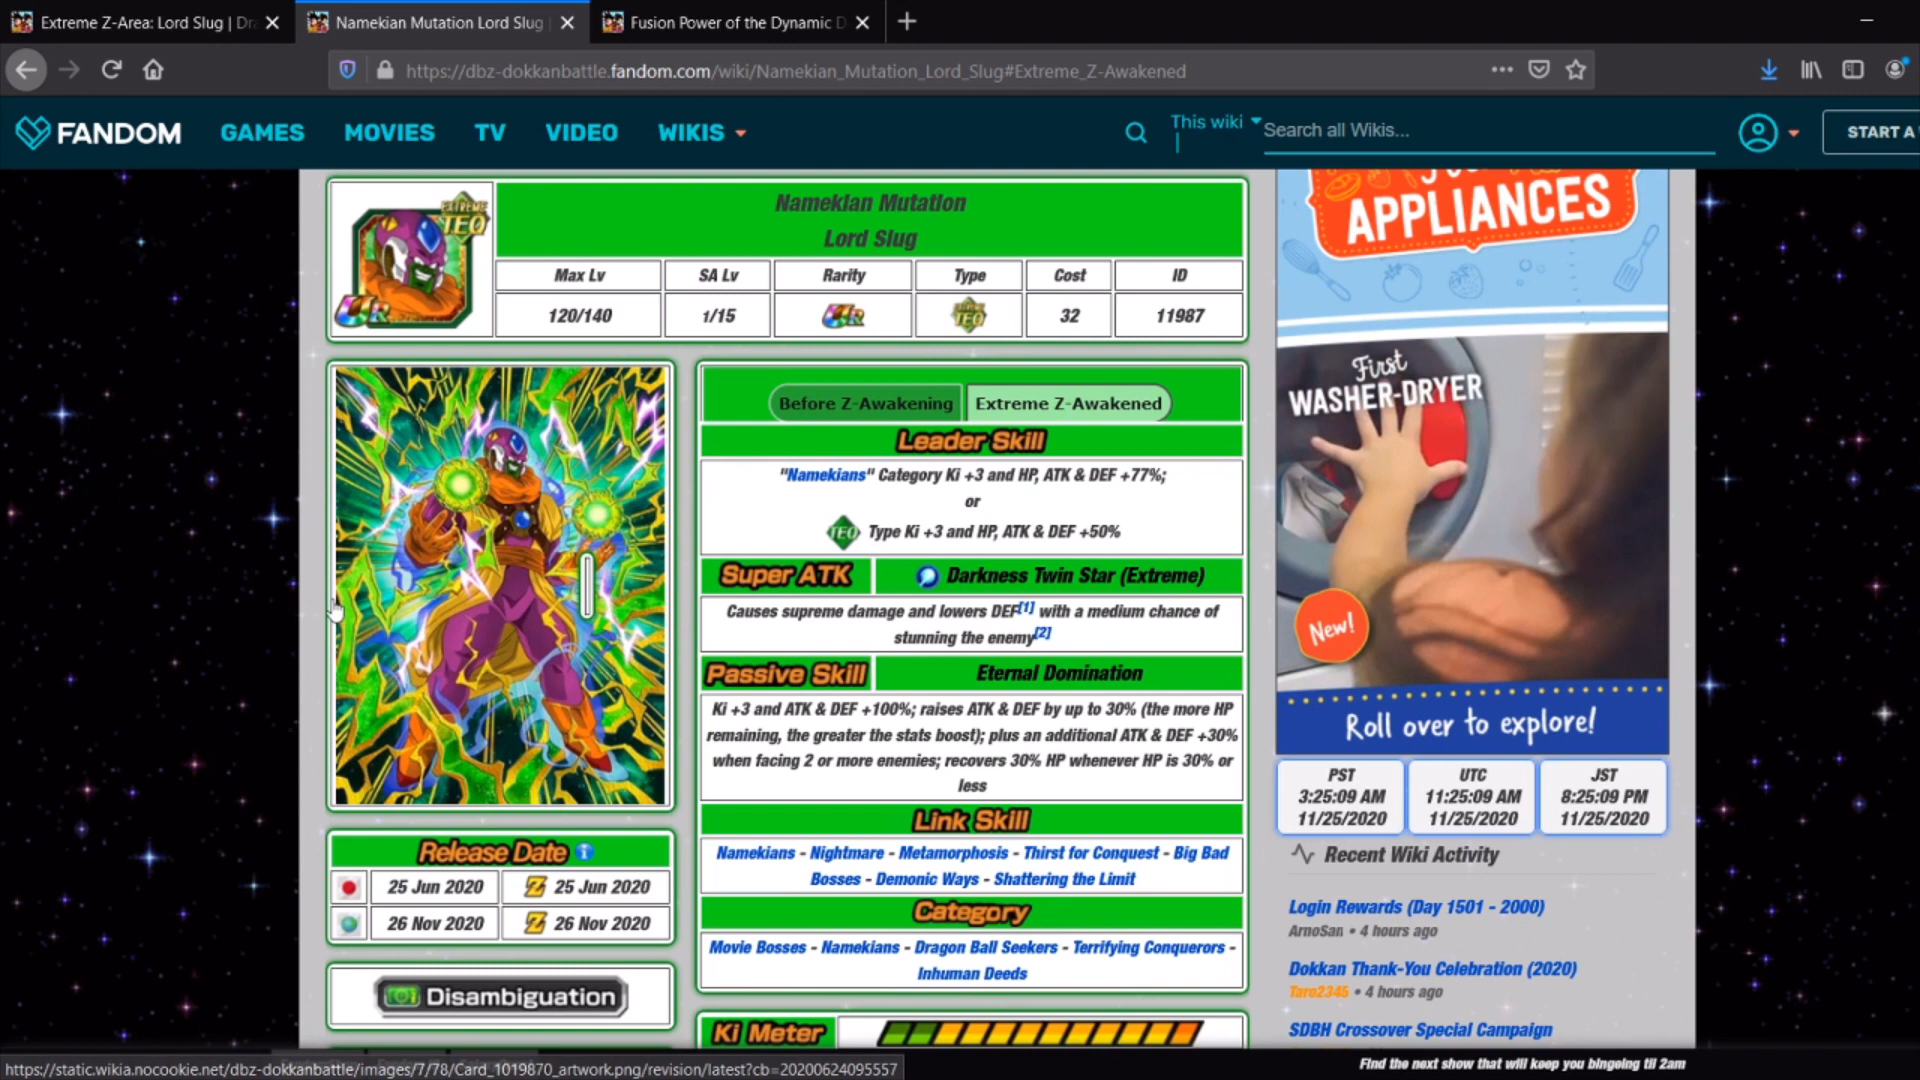 Extreme Z-Area: Lord Slug | Dr
Namekian Mutation Lord Slug |
Fusion Power of the Dynamic D
https://dbz-dokkanbattle.fandom.com/wiki/Namekian_Mutation_Lord_Slug#Extreme_Z-Awakened
FANDOM
GAMES
MOVIES
TV
VIDEO
WIKIS
This wiki
Search all Wikis...
START A
Namekian Mutation
Lord Slug
EXTREME
TEQ
UR
Max Lv
SA Lv
Rarity
Type
Cost
ID
120/140
1/15
UR
EXTREME
TEQ
32
11987
Before Z-Awakening
Extreme Z-Awakened
Leader Skill
"Namekians" Category Ki +3 and HP, ATK & DEF +77%;
or
TEQ Type Ki +3 and HP, ATK & DEF +50%
Super ATK
Darkness Twin Star (Extreme)
Causes supreme damage and lowers DEF[1] with a medium chance of
stunning the enemy[2]
Passive Skill
Eternal Domination
Ki +3 and ATK & DEF +100%; raises ATK & DEF by up to 30% (the more HP
remaining, the greater the stats boost); plus an additional ATK & DEF +30%
when facing 2 or more enemies; recovers 30% HP whenever HP is 30% or
less
Link Skill
Namekians - Nightmare - Metamorphosis - Thirst for Conquest - Big Bad
Bosses - Demonic Ways - Shattering the Limit
Category
Movie Bosses - Namekians - Dragon Ball Seekers - Terrifying Conquerors -
Inhuman Deeds
Ki Meter
Release Date
25 Jun 2020
Z 25 Jun 2020
26 Nov 2020
Z 26 Nov 2020
Disambiguation
APPLIANCES
First
WASHER-DRYER
New!
Roll over to explore!
PST
3:25:09 AM
11/25/2020
UTC
11:25:09 AM
11/25/2020
JST
8:25:09 PM
11/25/2020
Recent Wiki Activity
Login Rewards (Day 1501 - 2000)
ArnoSan • 4 hours ago
Dokkan Thank-You Celebration (2020)
Taro2345 • 4 hours ago
SDBH Crossover Special Campaign
Find the next show that will keep you bingeing til 2am
https://static.wikia.nocookie.net/dbz-dokkanbattle/images/7/78/Card_1019870_artwork.png/revision/latest?cb=20200624095557